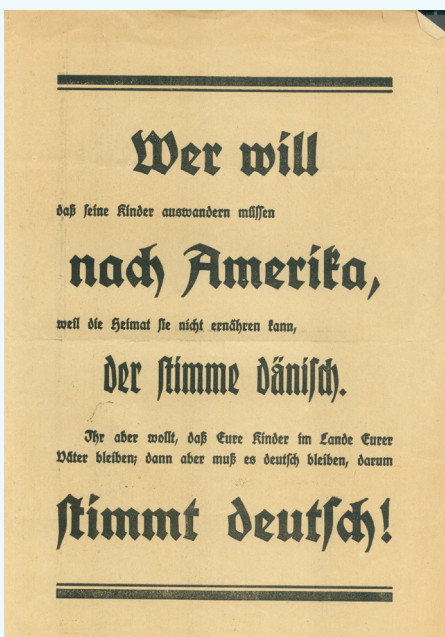 Wer will
daß seine Kinder auswandern müssen
nach Amerika,
weil die Heimat sie nicht ernähren kann,
der stimme dänisch.
Ihr aber wollt, daß Eure Kinder im Lande Eurer
Väter bleiben; dann aber muß es deutsch bleiben, darum
stimmt deutsch!